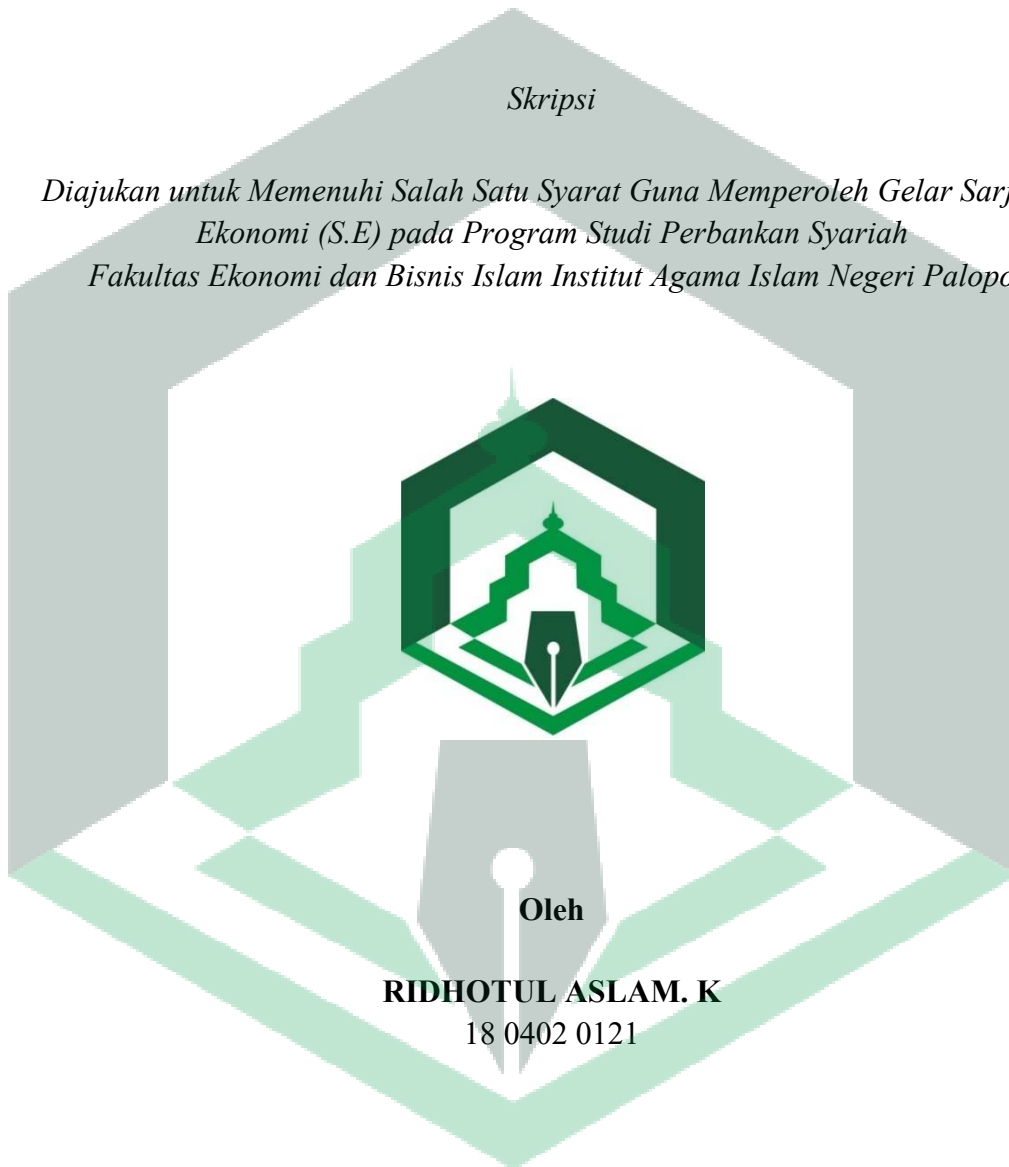 Skripsi
Diajukan untuk Memenuhi Salah Satu Syarat Guna Memperoleh Gelar
Ekonomi (S.E) pada Program Studi Perbankan Syariah
Fakultas Ekonomi dan Bisnis Islam Institut Agama Islam Negeri Palopo
Oleh
RIDHOTUL ASLAM. K
18 0402 0121